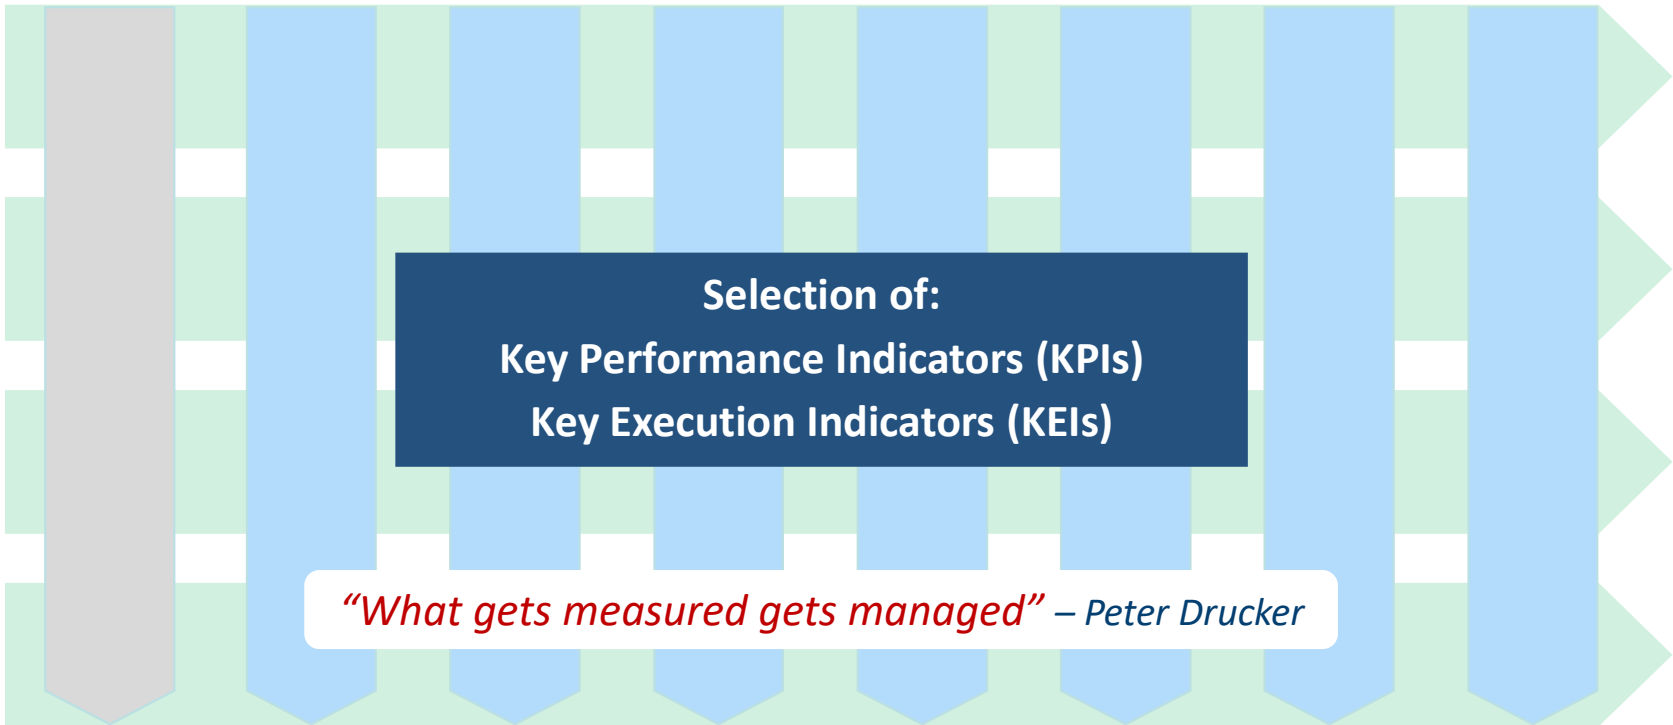 Selection of:
Key Performance Indicators (KPIs)
Key Execution Indicators (KEIs)
“What gets measured gets managed” – Peter Drucker